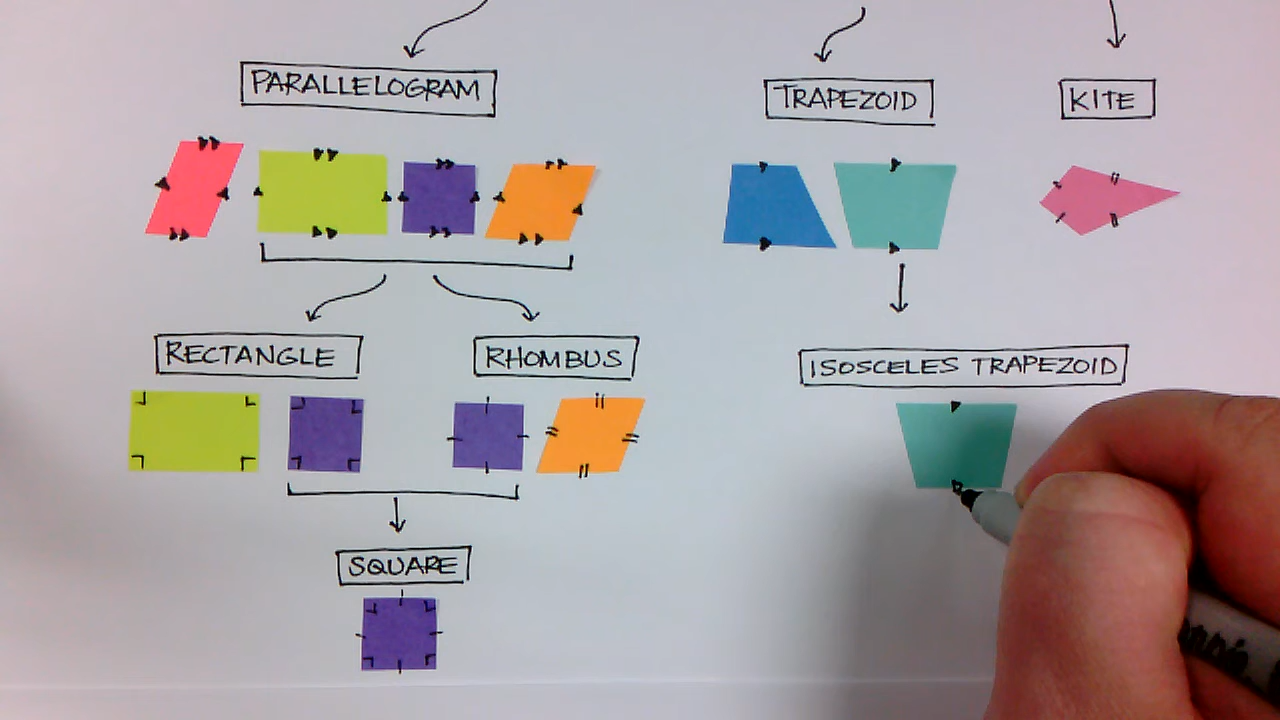 PARALLELOGRAM
TRAPEZOID
KITE
RECTANGLE
RHOMBUS
ISOSCELES TRAPEZOID
SQUARE